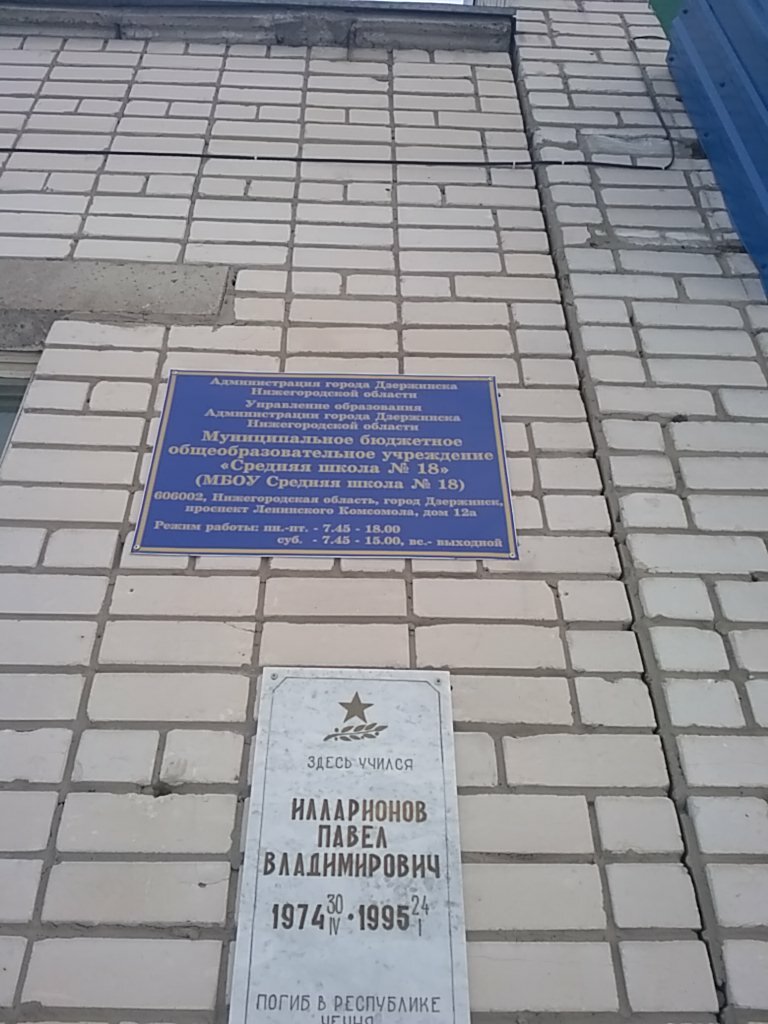 Администрация города Дзержинска
Нижегородской области
Управление образования
Администрации города Дзержинска
Нижегородской области
Муниципальное бюджетное
общеобразовательное учреждение
«Средняя школа № 18»
(МБОУ Средняя школа № 18)
606002, Нижегородская область, город Дзержинск,
проспект Ленинского Комсомола, дом 12а
Режим работы: пн.-пт. - 7.45 - 18.00
суб. - 7.45 - 15.00, вс.- выходной
ЗДЕСЬ УЧИЛСЯ
ИЛЛАРИОНОВ
ПАВЕЛ
ВЛАДИМИРОВИЧ
1974 30 IV · 1995 24 I
ПОГИБ В РЕСПУБЛИКЕ
ЧЕЧНЯ